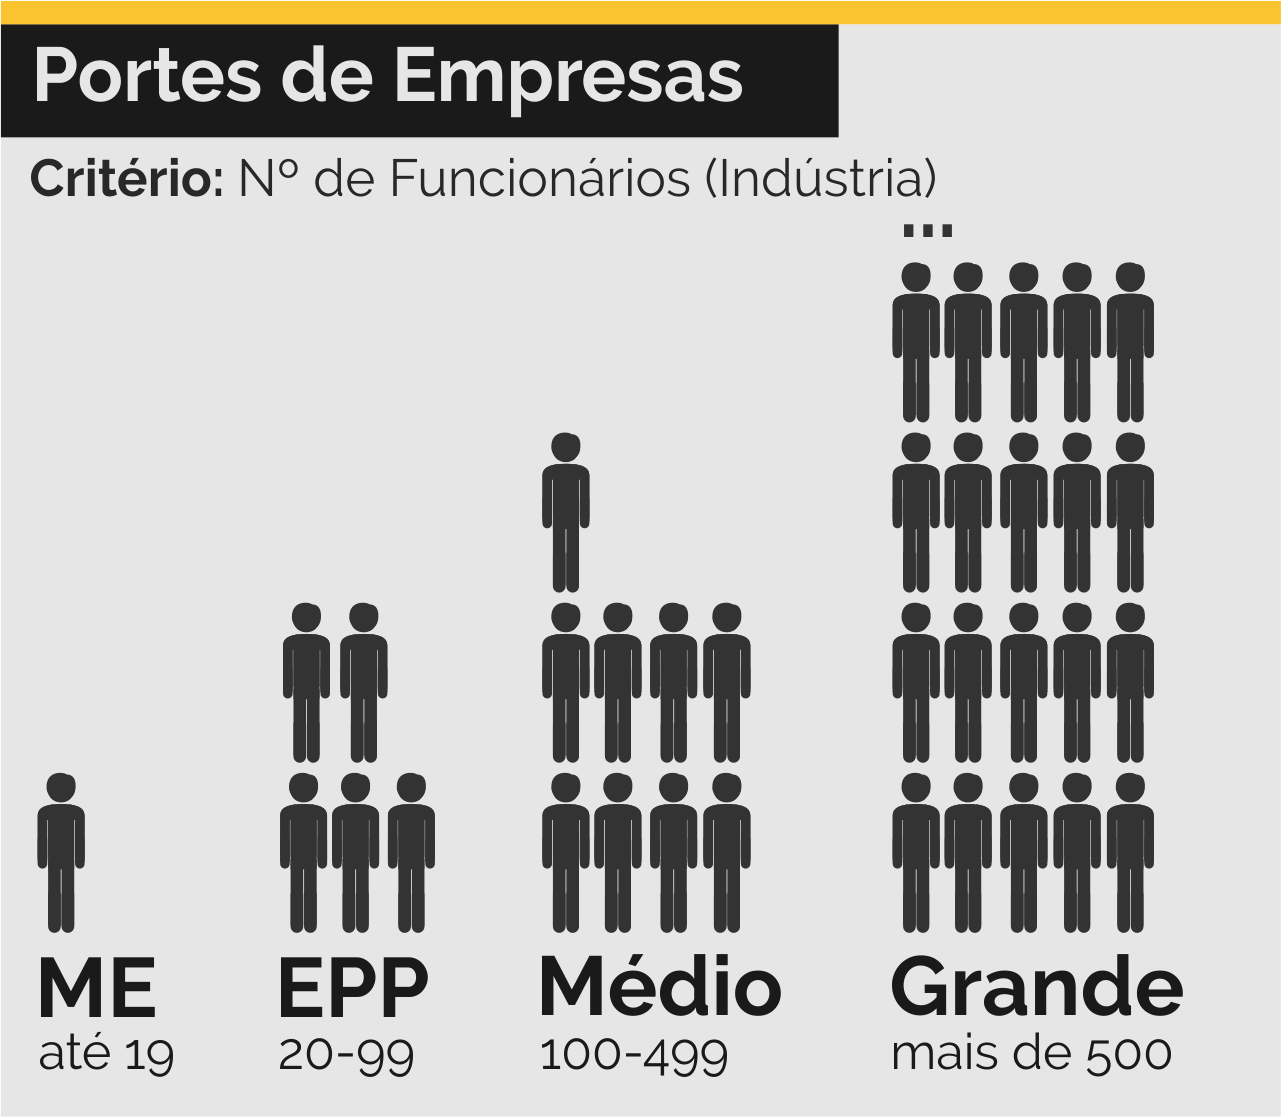 Portes de Empresas
Critério: Nº de Funcionários (Indústria)
...
ME
até 19
EPP
20-99
Médio
100-499
Grande
mais de 500